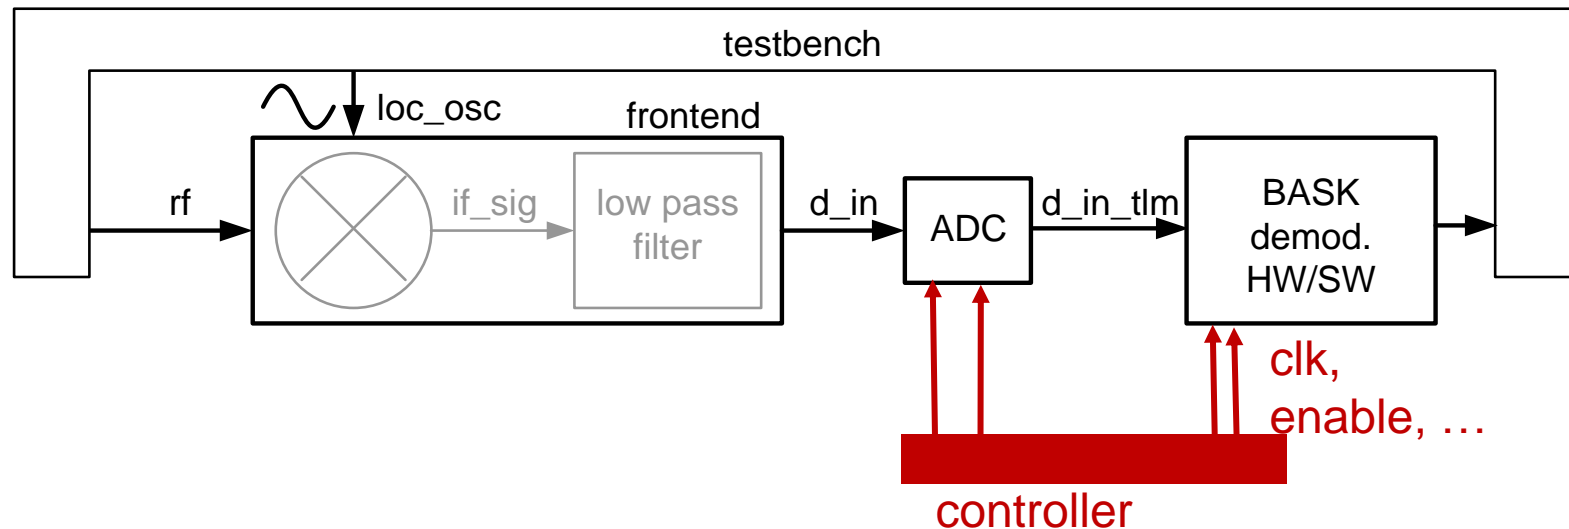 testbench
loc_osc
frontend
rf
if_sig
low pass
filter
d_in
ADC
d_in_tlm
BASK
demod.
HW/SW
clk,
enable, …
controller